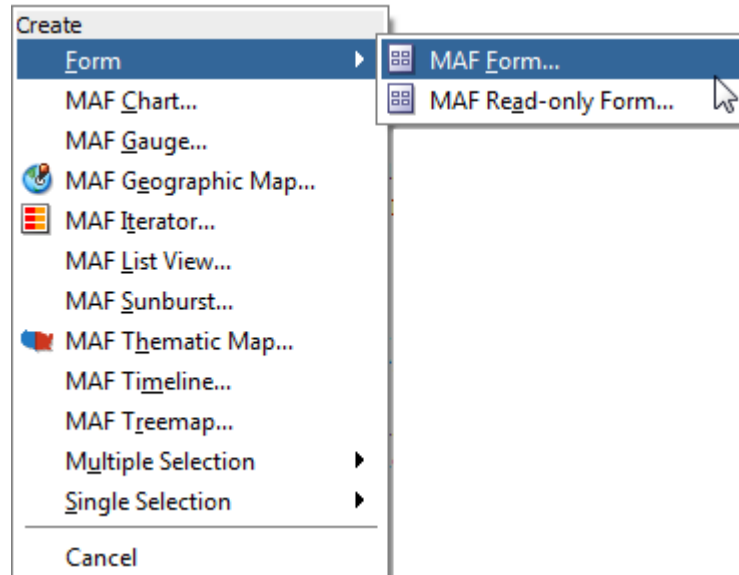 Create
Form
MAF Form...
MAF Read-only Form...
MAF Chart...
MAF Gauge...
MAF Geographic Map...
MAF Iterator...
MAF List View...
MAF Sunburst...
MAF Thematic Map...
MAF Timeline...
MAF Treemap...
Multiple Selection
Single Selection
Cancel